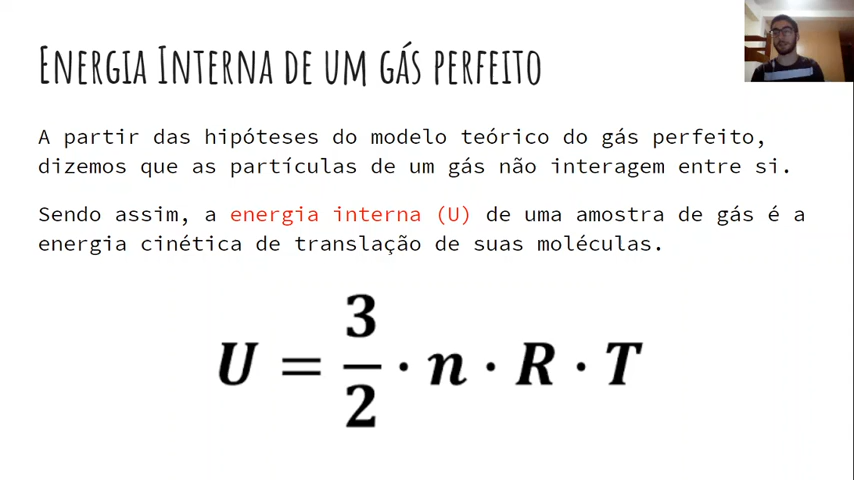 ENERGIA INTERNA DE UM GÁS PERFEITO
A partir das hipóteses do modelo teórico do gás perfeito,
dizemos que as partículas de um gás não interagem entre si.
Sendo assim, a energia interna (U) de uma amostra de gás é a
energia cinética de translação de suas moléculas.
U = 3/2 · n · R · T